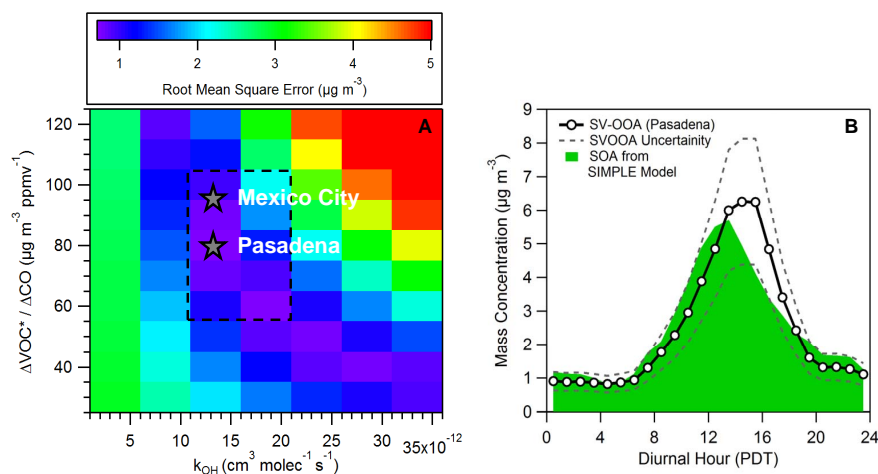 1 2 3 4 5
Root Mean Square Error (µg m⁻³)
A
120
100
80
60
40
ΔVOC* / ΔCO (µg m⁻³ ppmv⁻¹)
Mexico City
Pasadena
5 10 15 20 25 30 35x10⁻¹²
k_OH (cm³ molec⁻¹ s⁻¹)
B
9
8
7
6
5
4
3
2
1
0
Mass Concentration (µg m⁻³)
SV-OOA (Pasadena)
SVOOA Uncertainity
SOA from
SIMPLE Model
0 4 8 12 16 20 24
Diurnal Hour (PDT)